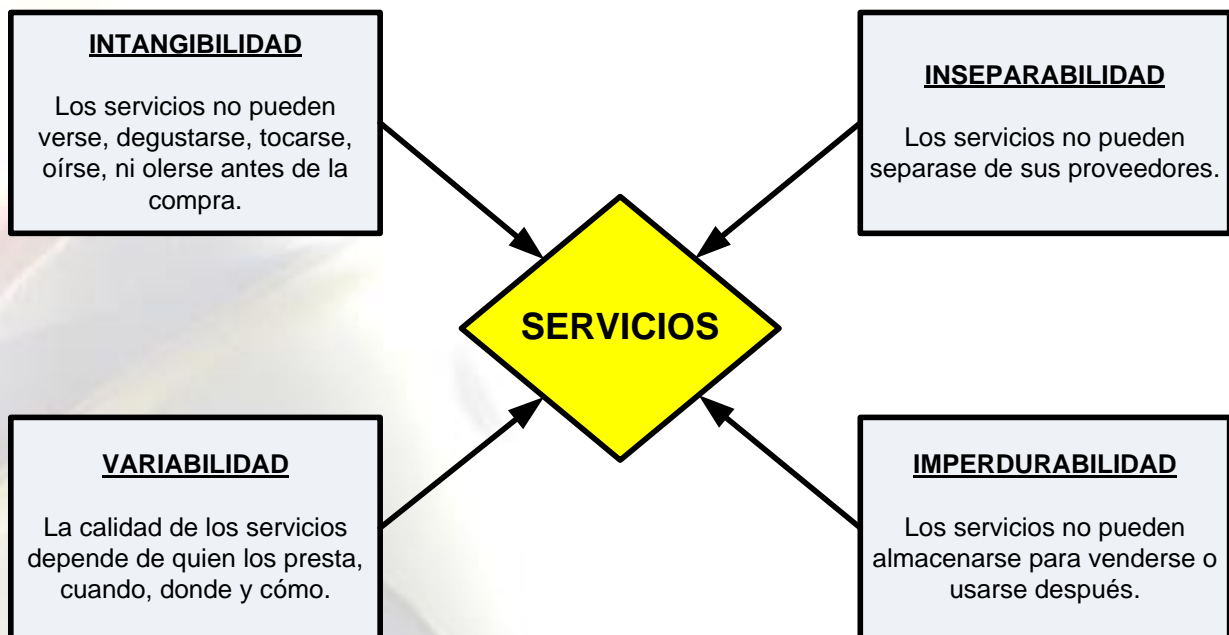 INTANGIBILIDAD
Los servicios no pueden
verse, degustarse, tocarse,
oírse, ni olerse antes de la
compra.
INSEPARABILIDAD
Los servicios no pueden
separase de sus proveedores.
SERVICIOS
VARIABILIDAD
La calidad de los servicios
depende de quien los presta,
cuando, donde y cómo.
IMPERDURABILIDAD
Los servicios no pueden
almacenarse para venderse o
usarse después.